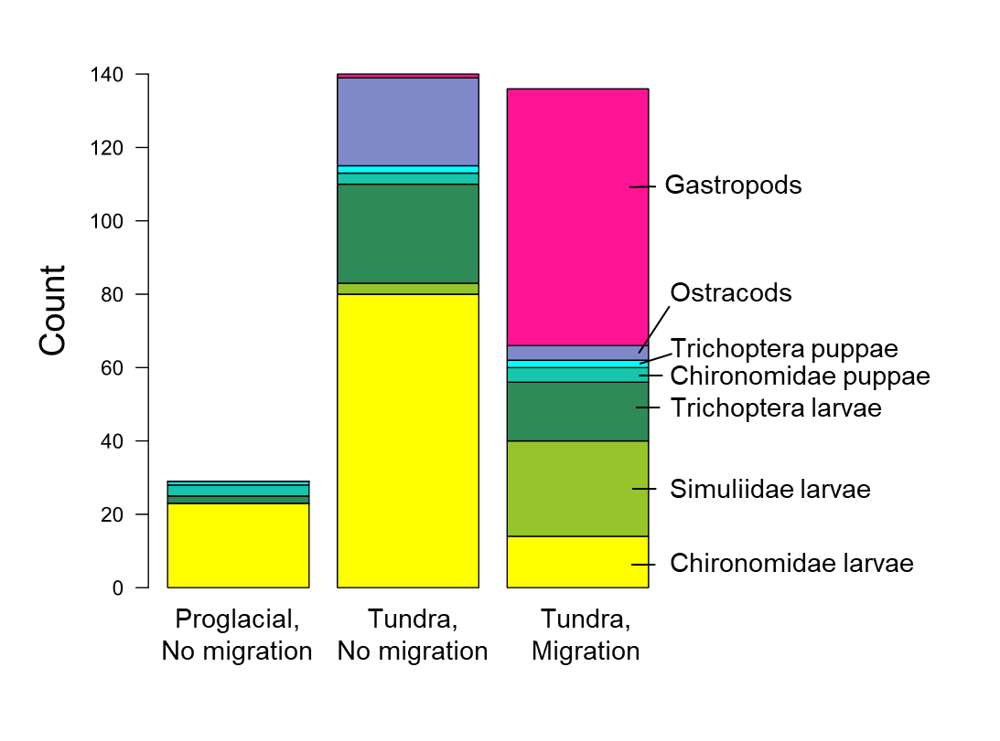 140
120
100
80
60
40
20
0
Count
Gastropods
Ostracods
Trichoptera puppae
Chironomidae puppae
Trichoptera larvae
Simuliidae larvae
Chironomidae larvae
Proglacial,
No migration
Tundra,
No migration
Tundra,
Migration